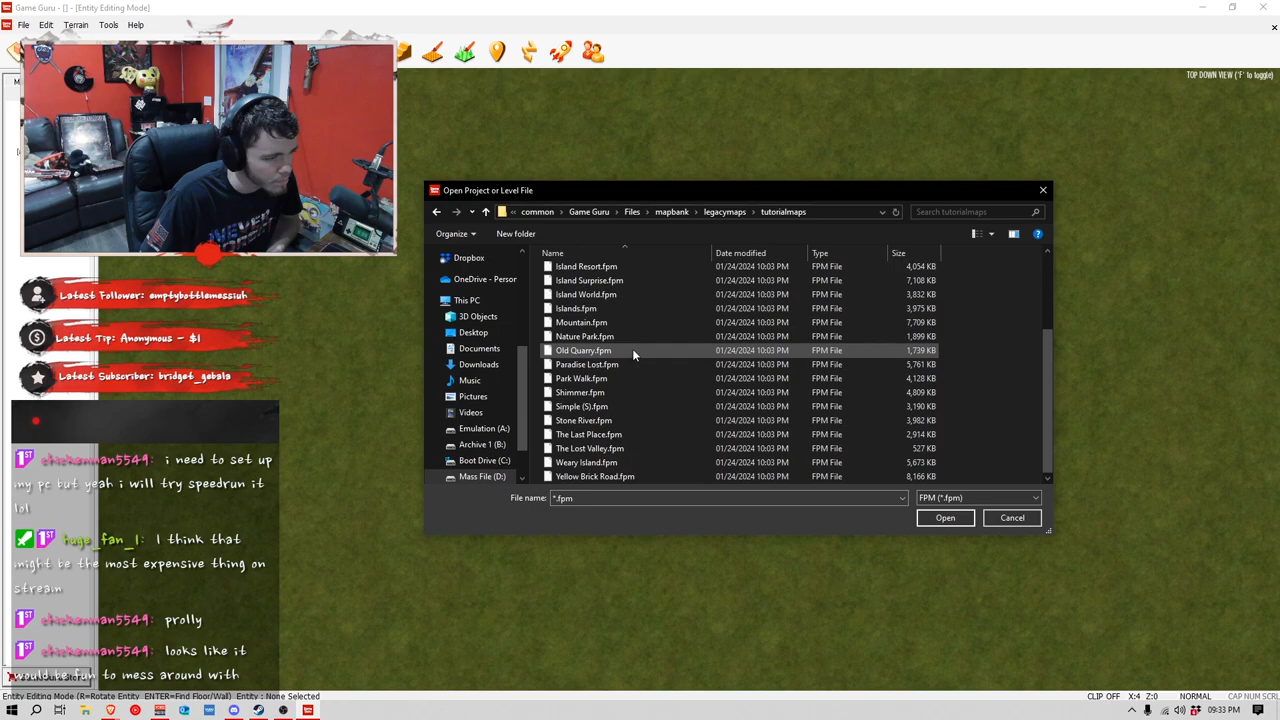 Game Guru - [] - [Entity Editing Mode]
File Edit Terrain Tools Help
TOP DOWN VIEW ('F' to toggle)
Open Project or Level File
common Game Guru Files mapbank legacymaps tutorialmaps
Search tutorialmaps
Organize New folder
Name Date modified Type Size
Dropbox
OneDrive - Person
This PC
3D Objects
Desktop
Documents
Downloads
Music
Pictures
Videos
Emulation (A:)
Archive 1 (B:)
Boot Drive (C:)
Mass File (D:)
Island Resort.fpm 01/24/2024 10:03 PM FPM File 4,054 KB
Island Surprise.fpm 01/24/2024 10:03 PM FPM File 7,108 KB
Island World.fpm 01/24/2024 10:03 PM FPM File 3,832 KB
Islands.fpm 01/24/2024 10:03 PM FPM File 3,975 KB
Mountain.fpm 01/24/2024 10:03 PM FPM File 7,709 KB
Nature Park.fpm 01/24/2024 10:03 PM FPM File 1,899 KB
Old Quarry.fpm 01/24/2024 10:03 PM FPM File 1,739 KB
Paradise Lost.fpm 01/24/2024 10:03 PM FPM File 5,761 KB
Park Walk.fpm 01/24/2024 10:03 PM FPM File 4,128 KB
Shimmer.fpm 01/24/2024 10:03 PM FPM File 4,809 KB
Simple (S).fpm 01/24/2024 10:03 PM FPM File 3,190 KB
Stone River.fpm 01/24/2024 10:03 PM FPM File 3,982 KB
The Last Place.fpm 01/24/2024 10:03 PM FPM File 2,914 KB
The Lost Valley.fpm 01/24/2024 10:03 PM FPM File 527 KB
Weary Island.fpm 01/24/2024 10:03 PM FPM File 5,673 KB
Yellow Brick Road.fpm 01/24/2024 10:03 PM FPM File 8,166 KB
File name: *.fpm FPM (*.fpm)
Open Cancel
Latest Follower: emptybottlemessiuh
Latest Tip: Anonymous - $1
Latest Subscriber: bridget_gebala
1ST chickenman5549: i need to set up
my pc but yeah i will try speedrun it
lol
1ST huge_fan_1: I think that
might be the most expensive thing on
stream
1ST chickenman5549: prolly
1ST chickenman5549: looks like it
would be fun to mess around with
Entity Editing Mode (R=Rotate Entity ENTER=Find Floor/Wall) Entity : None Selected
CLIP OFF X:4 Z:0 NORMAL CAP NUM SCRL
09:33 PM